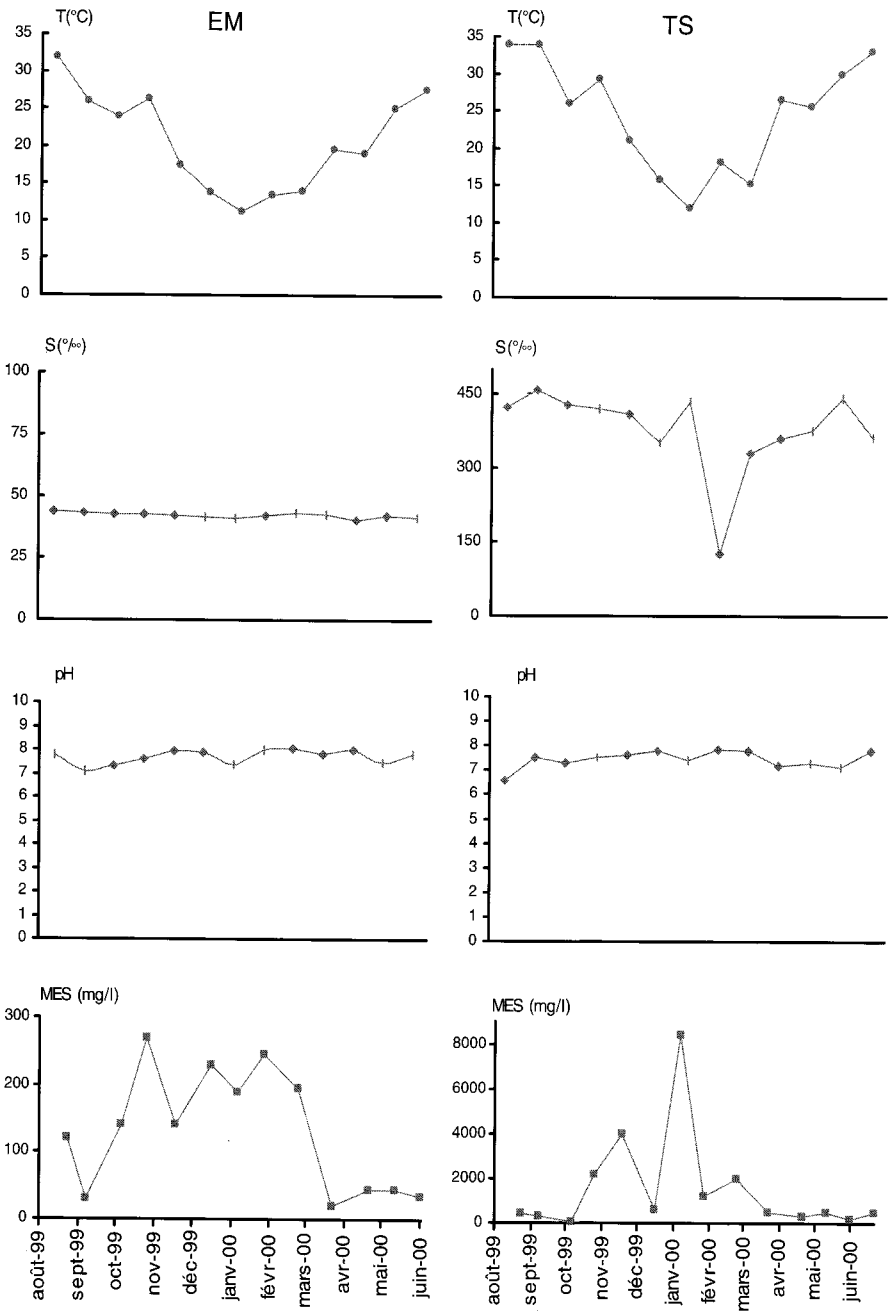 T(°C)
EM
35
30
25
20
15
10
5
0
T(°C)
TS
35
30
25
20
15
10
5
0
S(°/∞)
100
75
50
25
0
S(°/∞)
450
300
150
0
pH
10
9
8
7
6
5
4
3
2
1
0
pH
10
9
8
7
6
5
4
3
2
1
0
MES (mg/l)
300
200
100
0
août-99
sept-99
oct-99
nov-99
déc-99
janv-00
févr-00
mars-00
avr-00
mai-00
juin-00
MES (mg/l)
8000
6000
4000
2000
0
août-99
sept-99
oct-99
nov-99
déc-99
janv-00
févr-00
mars-00
avr-00
mai-00
juin-00